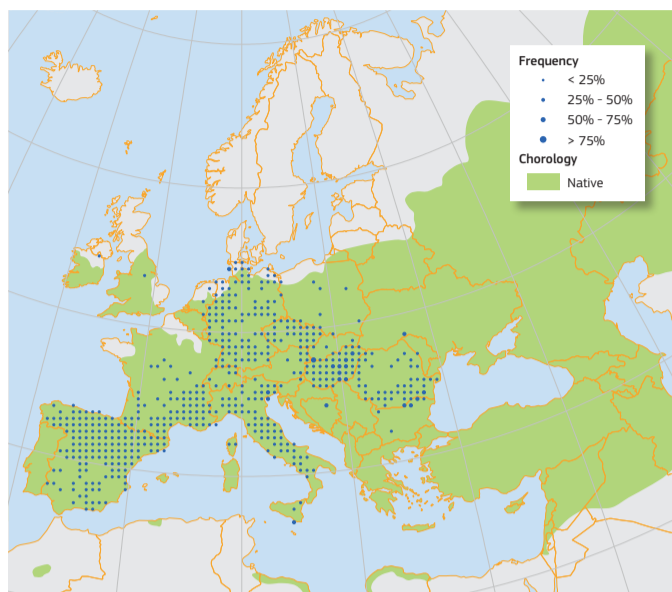 Frequency
< 25%
25% - 50%
50% - 75%
> 75%
Chorology
Native